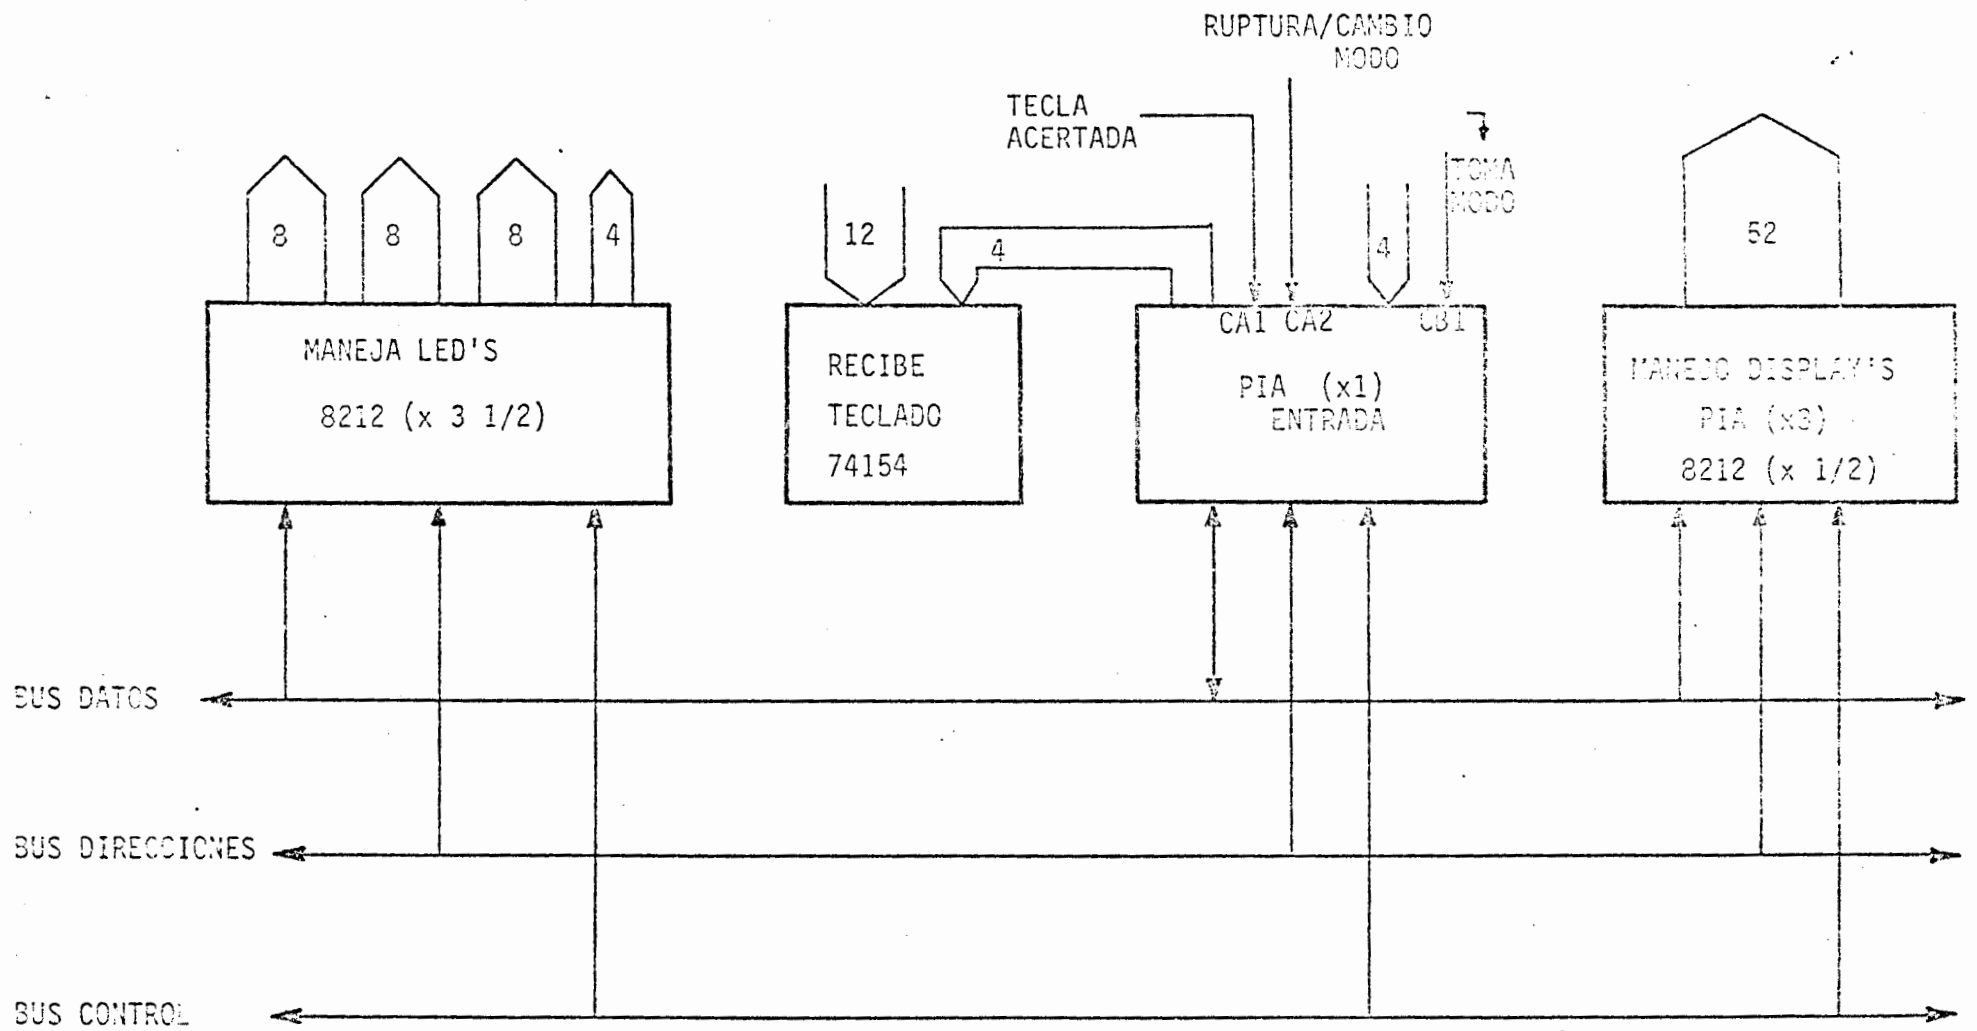 RUPTURA/CAMBIO
MODO
TECLA
ACERTADA
TOMA
MODO
8
8
8
4
12
4
4
52
CA1 CA2
CB1
MANEJA LED'S
8212 (x 3 1/2)
RECIBE
TECLADO
74154
PIA (x1)
ENTRADA
MANEJO DISPLAY'S
PIA (x3)
8212 (x 1/2)
BUS DATOS
BUS DIRECCIONES
BUS CONTROL